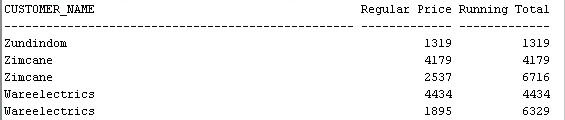 CUSTOMER_NAME Regular Price Running Total
-------------------------------------------------- ------------- -------------
Zundindom 1319 1319
Zimcane 4179 4179
Zimcane 2537 6716
Wareelectrics 4434 4434
Wareelectrics 1895 6329